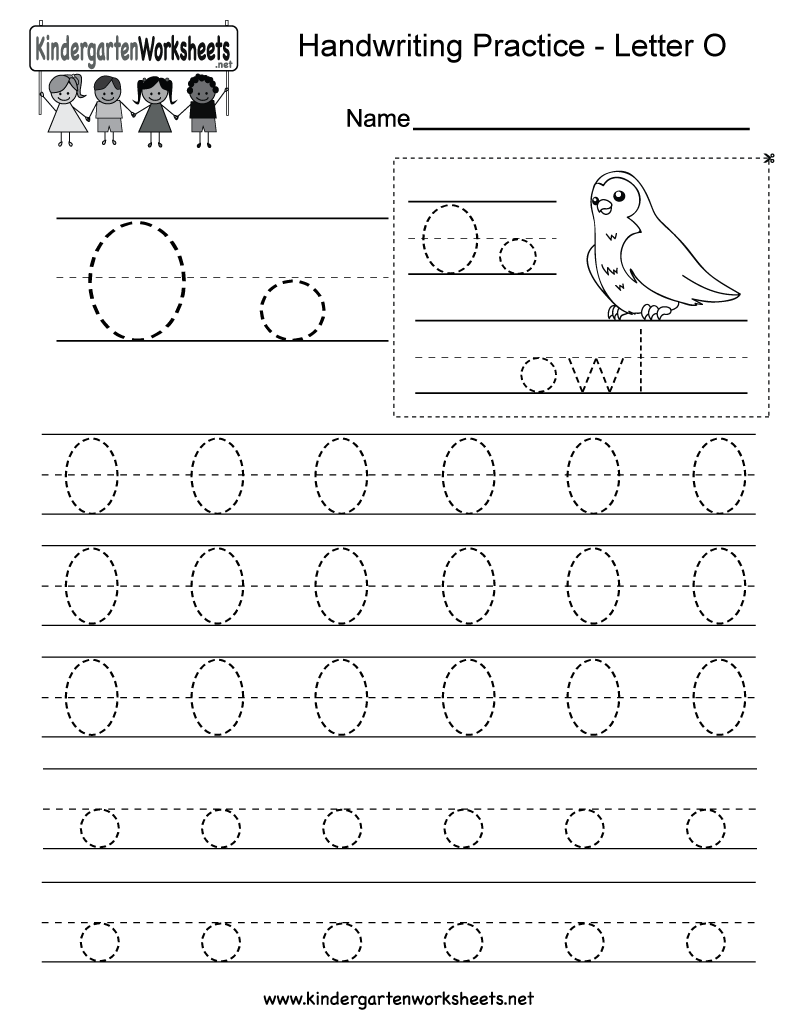 KindergartenWorksheets
.net
Handwriting Practice - Letter O
Name
O o
O o
owl
O O O O O O
O O O O O O
O O O O O O
o o o o o o
o o o o o o
www.kindergartenworksheets.net